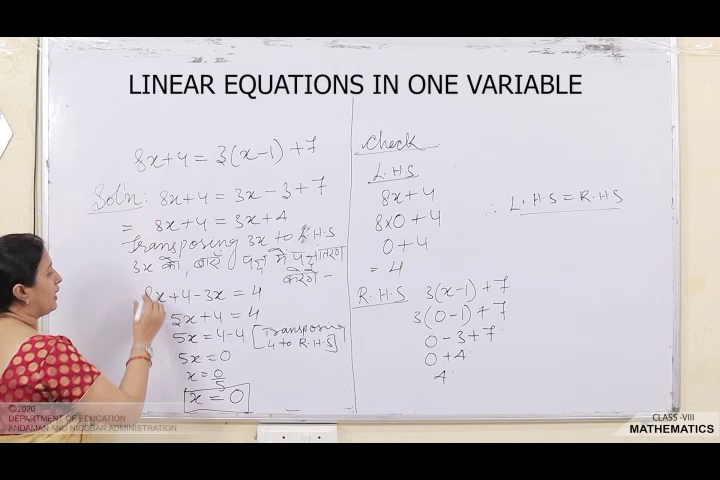 LINEAR EQUATIONS IN ONE VARIABLE
8x+4 = 3(x-1)+7
Sol'n: 8x+4 = 3x-3+7
= 8x+4 = 3x+4
Transposing 3x to L.H.S.
3x को, बाएँ पक्ष में पक्षांतरण
करेंगे -
8x+4-3x = 4
5x+4 = 4
5x = 4-4 [Transposing
4 to R.H.S]
5x = 0
x = 0/5
x = 0
Check
L.H.S
8x+4
8x0+4
0+4
= 4
R.H.S 3(x-1)+7
3(0-1)+7
0-3+7
0+4
4
∴ L.H.S = R.H.S
©2020
DEPARTMENT OF EDUCATION
ANDAMAN AND NICOBAR ADMINISTRATION
CLASS -VIII
MATHEMATICS